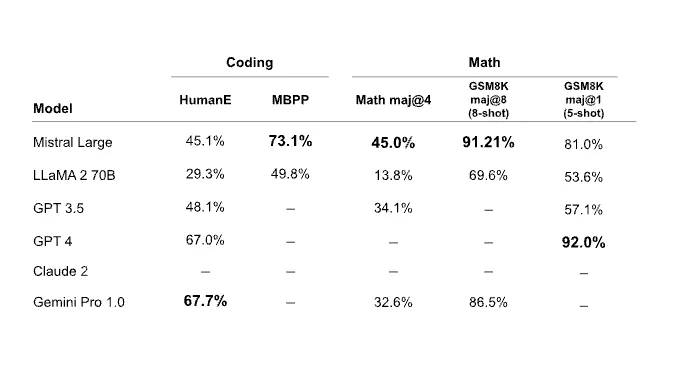 Coding Math
Model HumanE MBPP Math maj@4 GSM8K maj@8 (8-shot) GSM8K maj@1 (5-shot)
Mistral Large 45.1% 73.1% 45.0% 91.21% 81.0%
LLaMA 2 70B 29.3% 49.8% 13.8% 69.6% 53.6%
GPT 3.5 48.1% – 34.1% – 57.1%
GPT 4 67.0% – – – 92.0%
Claude 2 – – – – –
Gemini Pro 1.0 67.7% – 32.6% 86.5% –